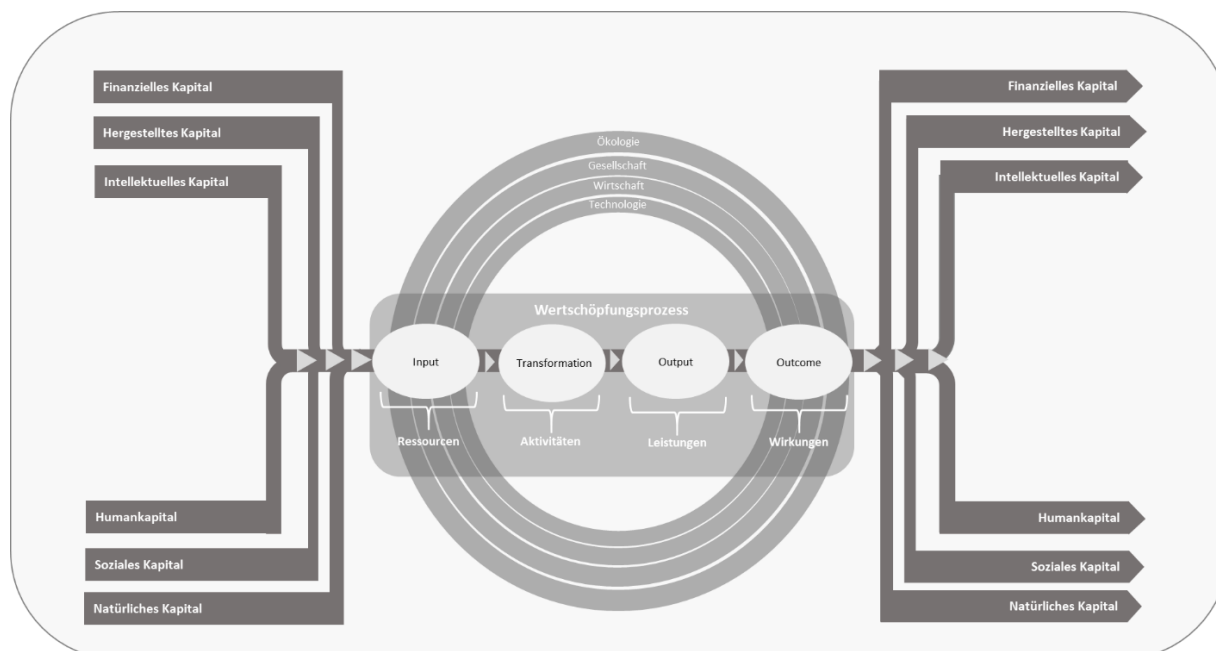 Finanzielles Kapital
Hergestelltes Kapital
Intellektuelles Kapital
Humankapital
Soziales Kapital
Natürliches Kapital
Ökologie
Gesellschaft
Wirtschaft
Technologie
Wertschöpfungsprozess
Input
Transformation
Output
Outcome
Ressourcen
Aktivitäten
Leistungen
Wirkungen
Finanzielles Kapital
Hergestelltes Kapital
Intellektuelles Kapital
Humankapital
Soziales Kapital
Natürliches Kapital